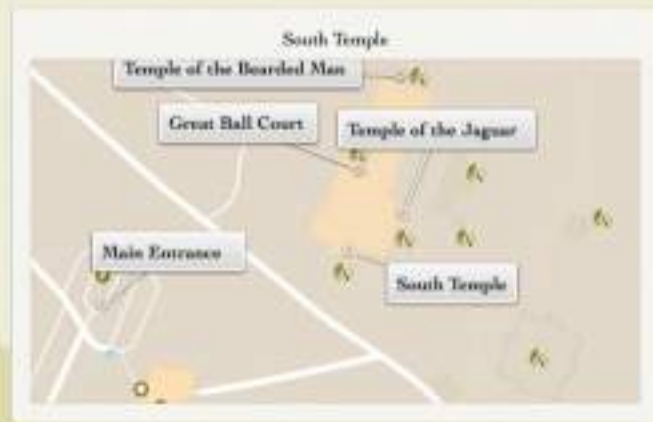 South Temple
Temple of the Bearded Man
Great Ball Court
Temple of the Jaguar
Main Entrance
South Temple